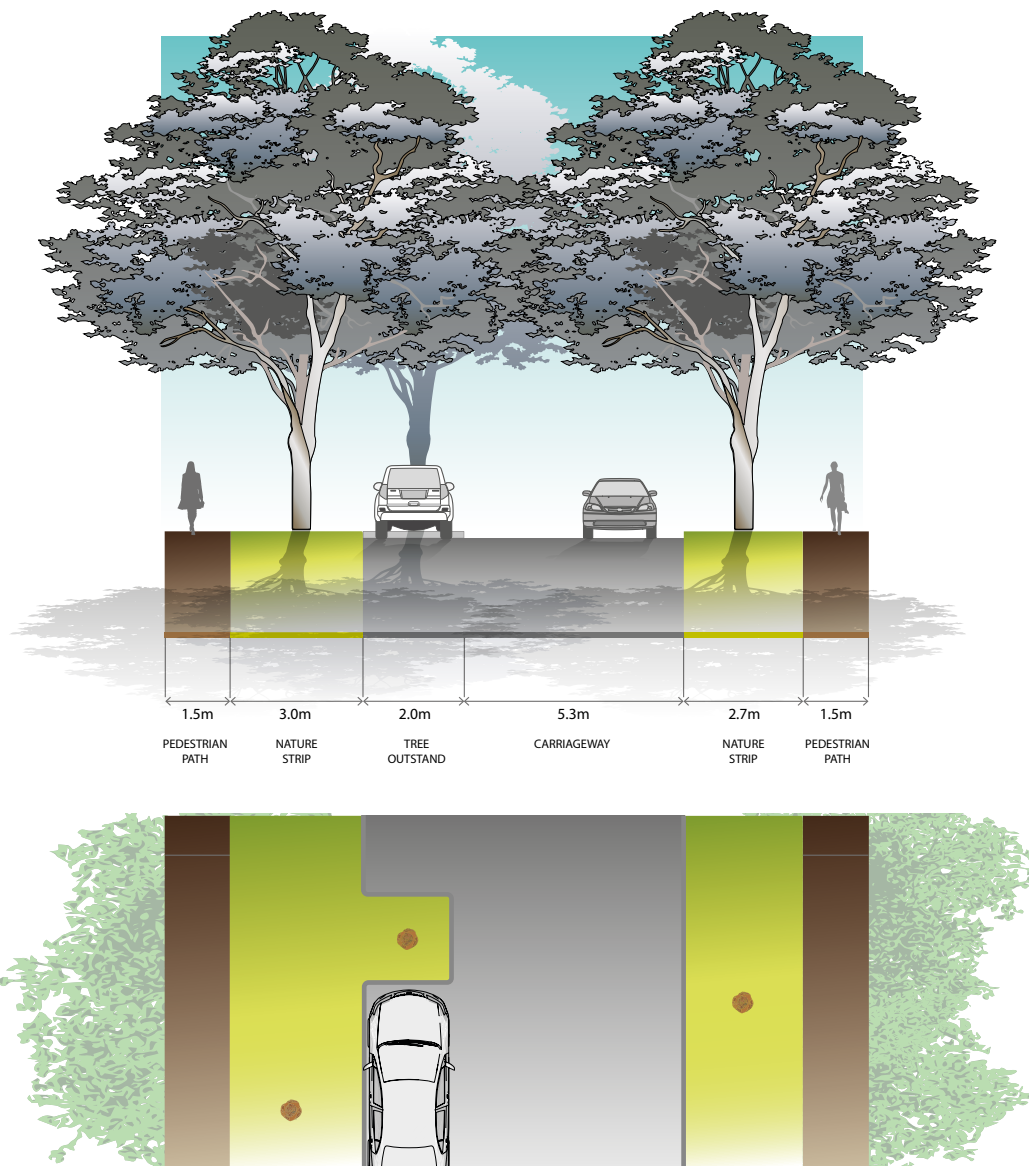 1.5m 3.0m 2.0m 5.3m 2.7m 1.5m
PEDESTRIAN NATURE TREE CARRIAGEWAY NATURE PEDESTRIAN
PATH STRIP OUTSTAND STRIP PATH